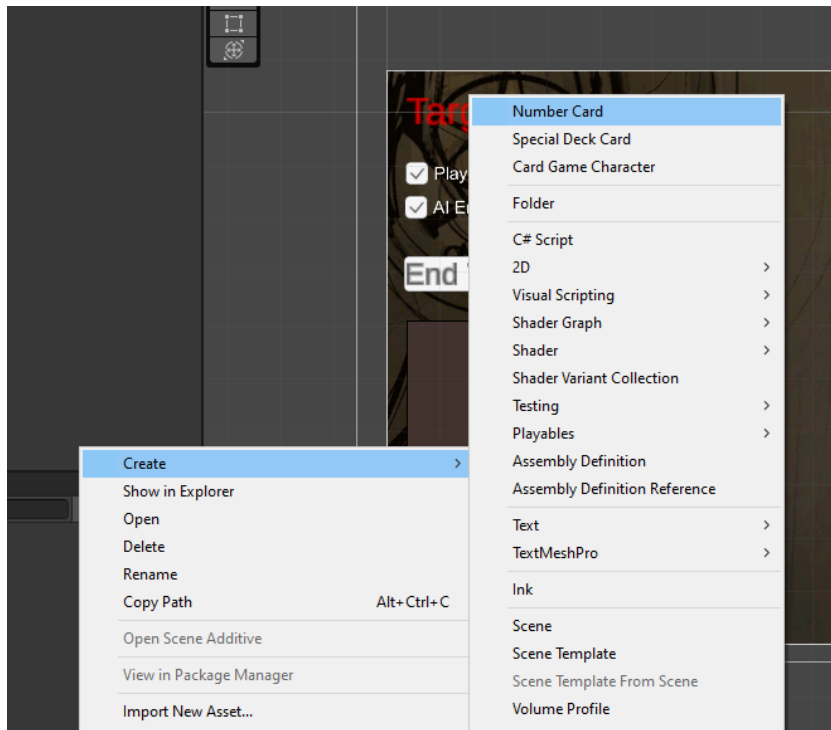 Play
AI
End
Number Card
Special Deck Card
Card Game Character
Folder
C# Script
2D
Visual Scripting
Shader Graph
Shader
Shader Variant Collection
Testing
Playables
Assembly Definition
Assembly Definition Reference
Text
TextMeshPro
Ink
Scene
Scene Template
Scene Template From Scene
Volume Profile
Create
Show in Explorer
Open
Delete
Rename
Copy Path Alt+Ctrl+C
Open Scene Additive
View in Package Manager
Import New Asset...